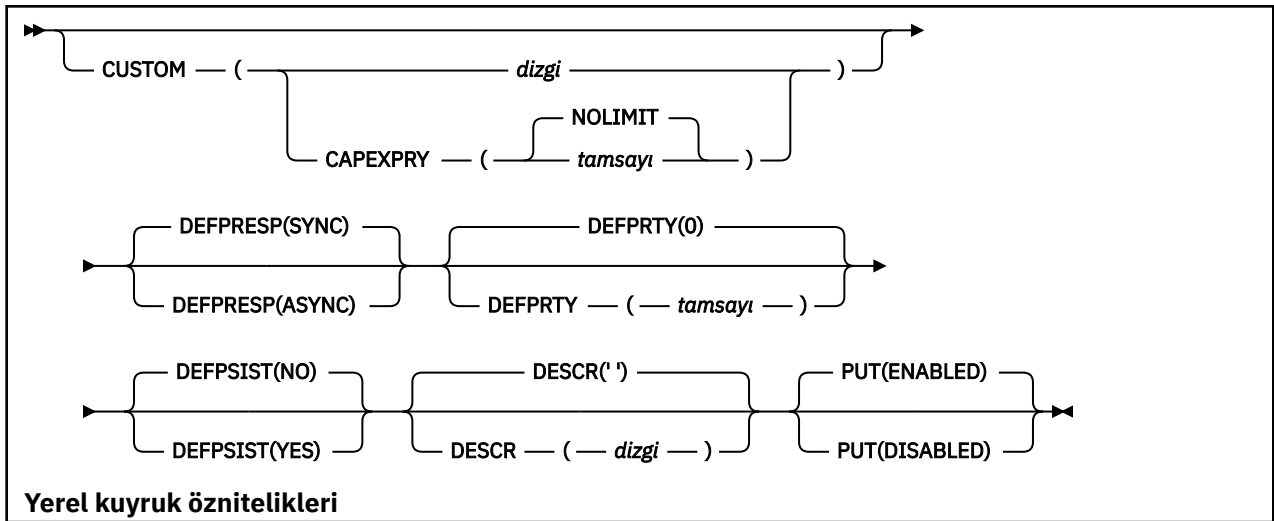 CUSTOM ( dizgi )
NOLIMIT
CAPEXPRY ( tamsayı )
DEFPRESP(SYNC) DEFPRTY(0)
DEFPRESP(ASYNC) DEFPRTY ( tamsayı )
DEFPSIST(NO) DESCR(' ') PUT(ENABLED)
DEFPSIST(YES) DESCR ( dizgi ) PUT(DISABLED)
Yerel kuyruk öznitelikleri